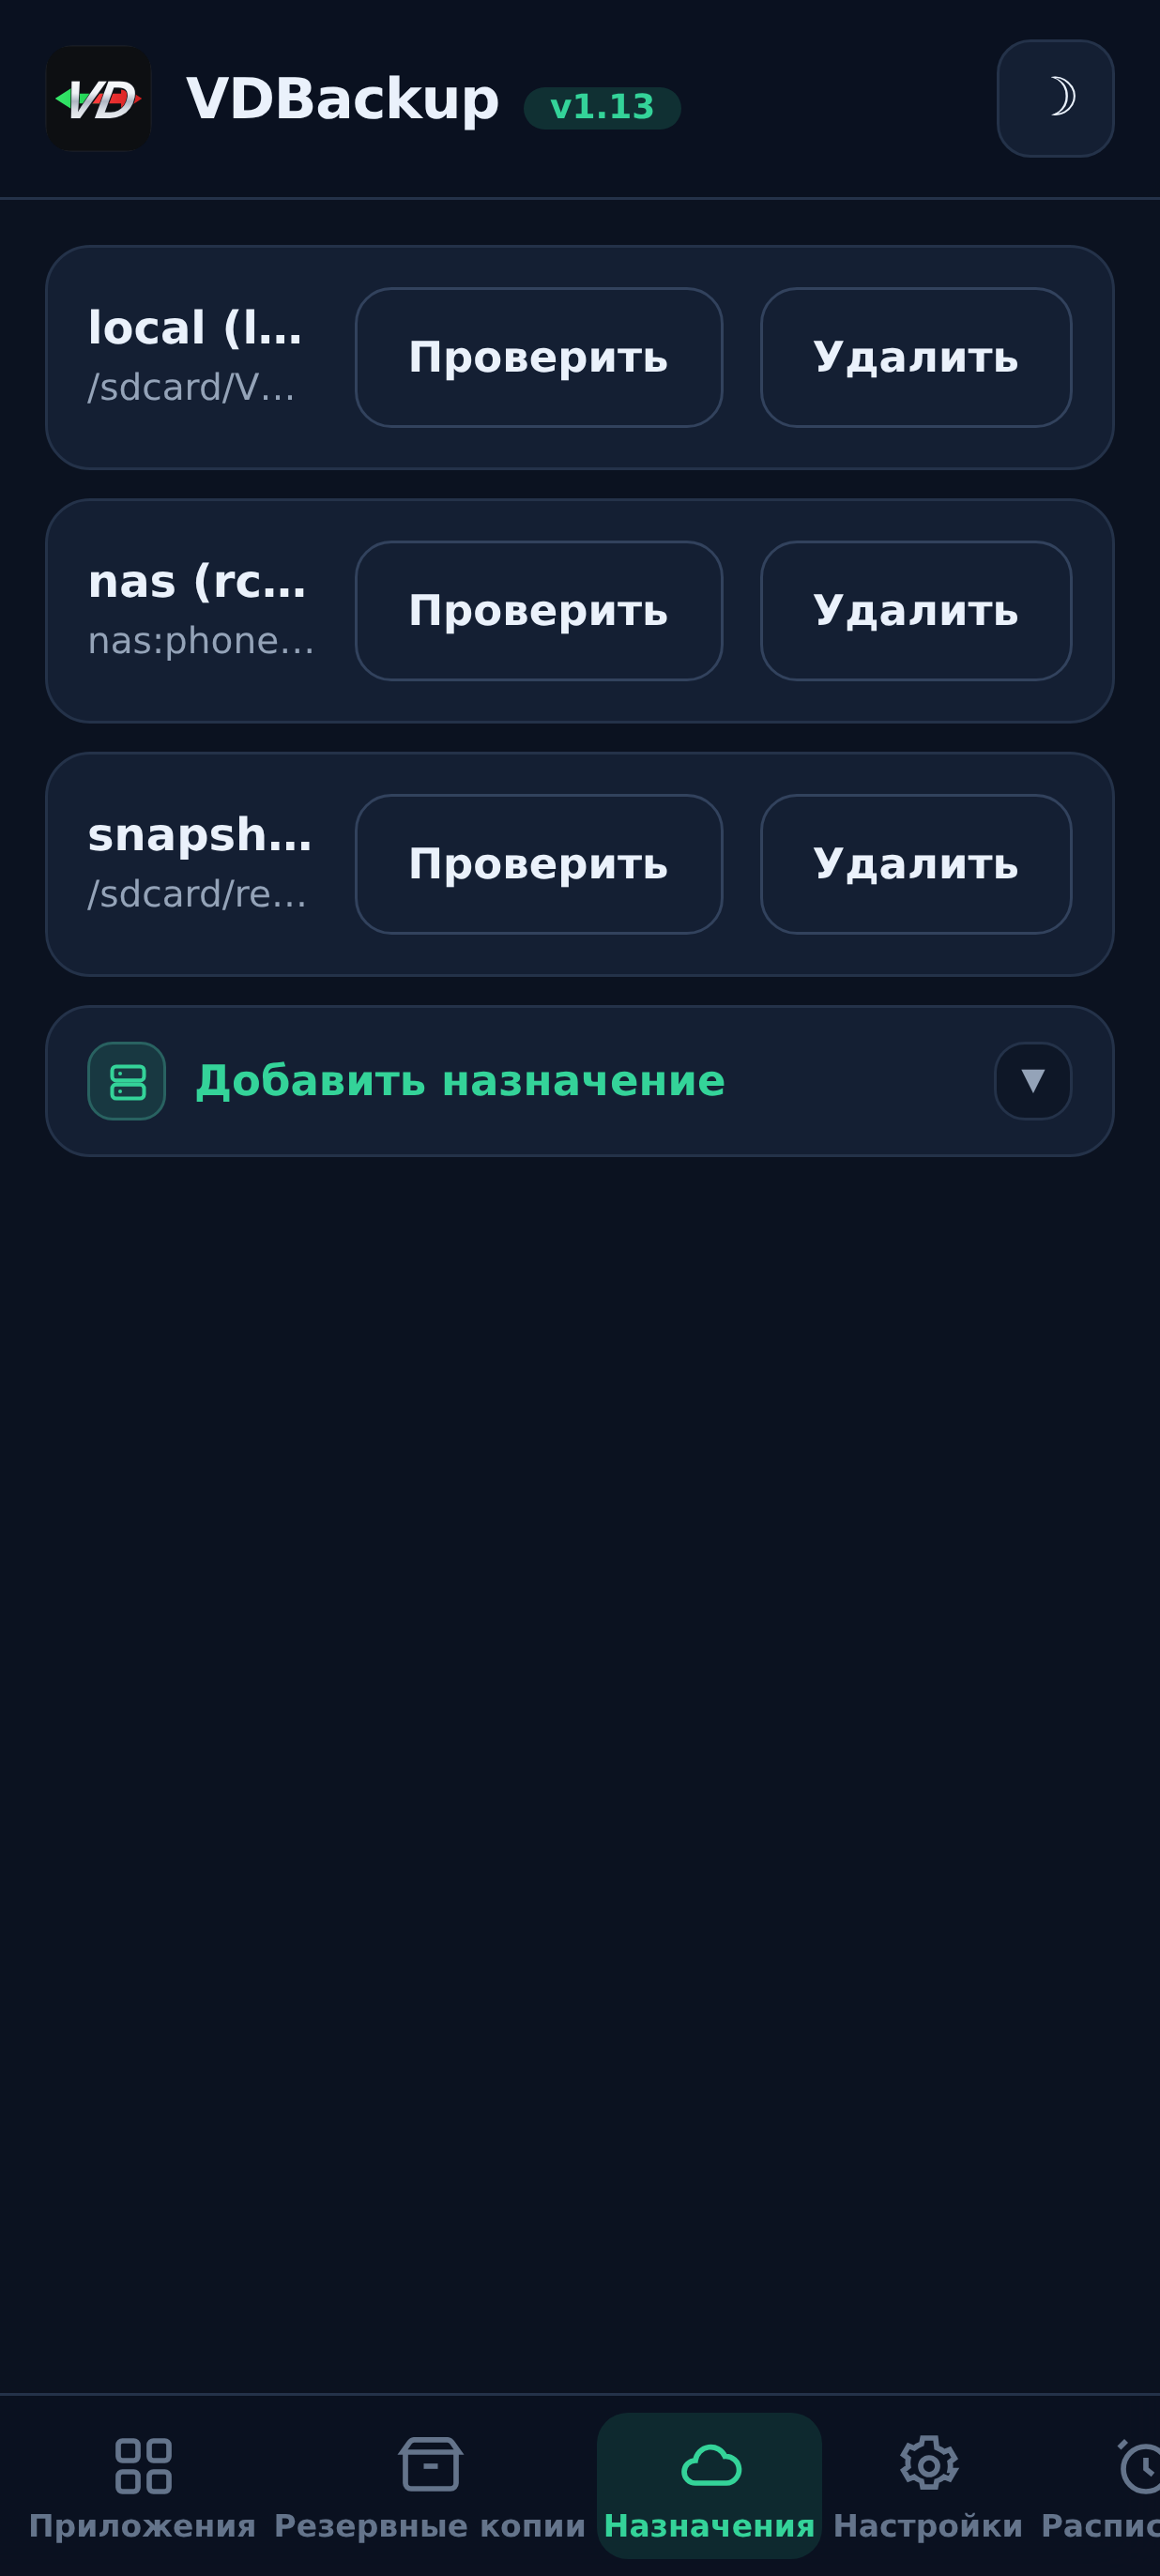 VD
VDBackup v1.13
local (l...
/sdcard/V...
Проверить
Удалить
nas (rc...
nas:phone...
Проверить
Удалить
snapsh...
/sdcard/re...
Проверить
Удалить
Добавить назначение
Приложения
Резервные копии
Назначения
Настройки
Распис